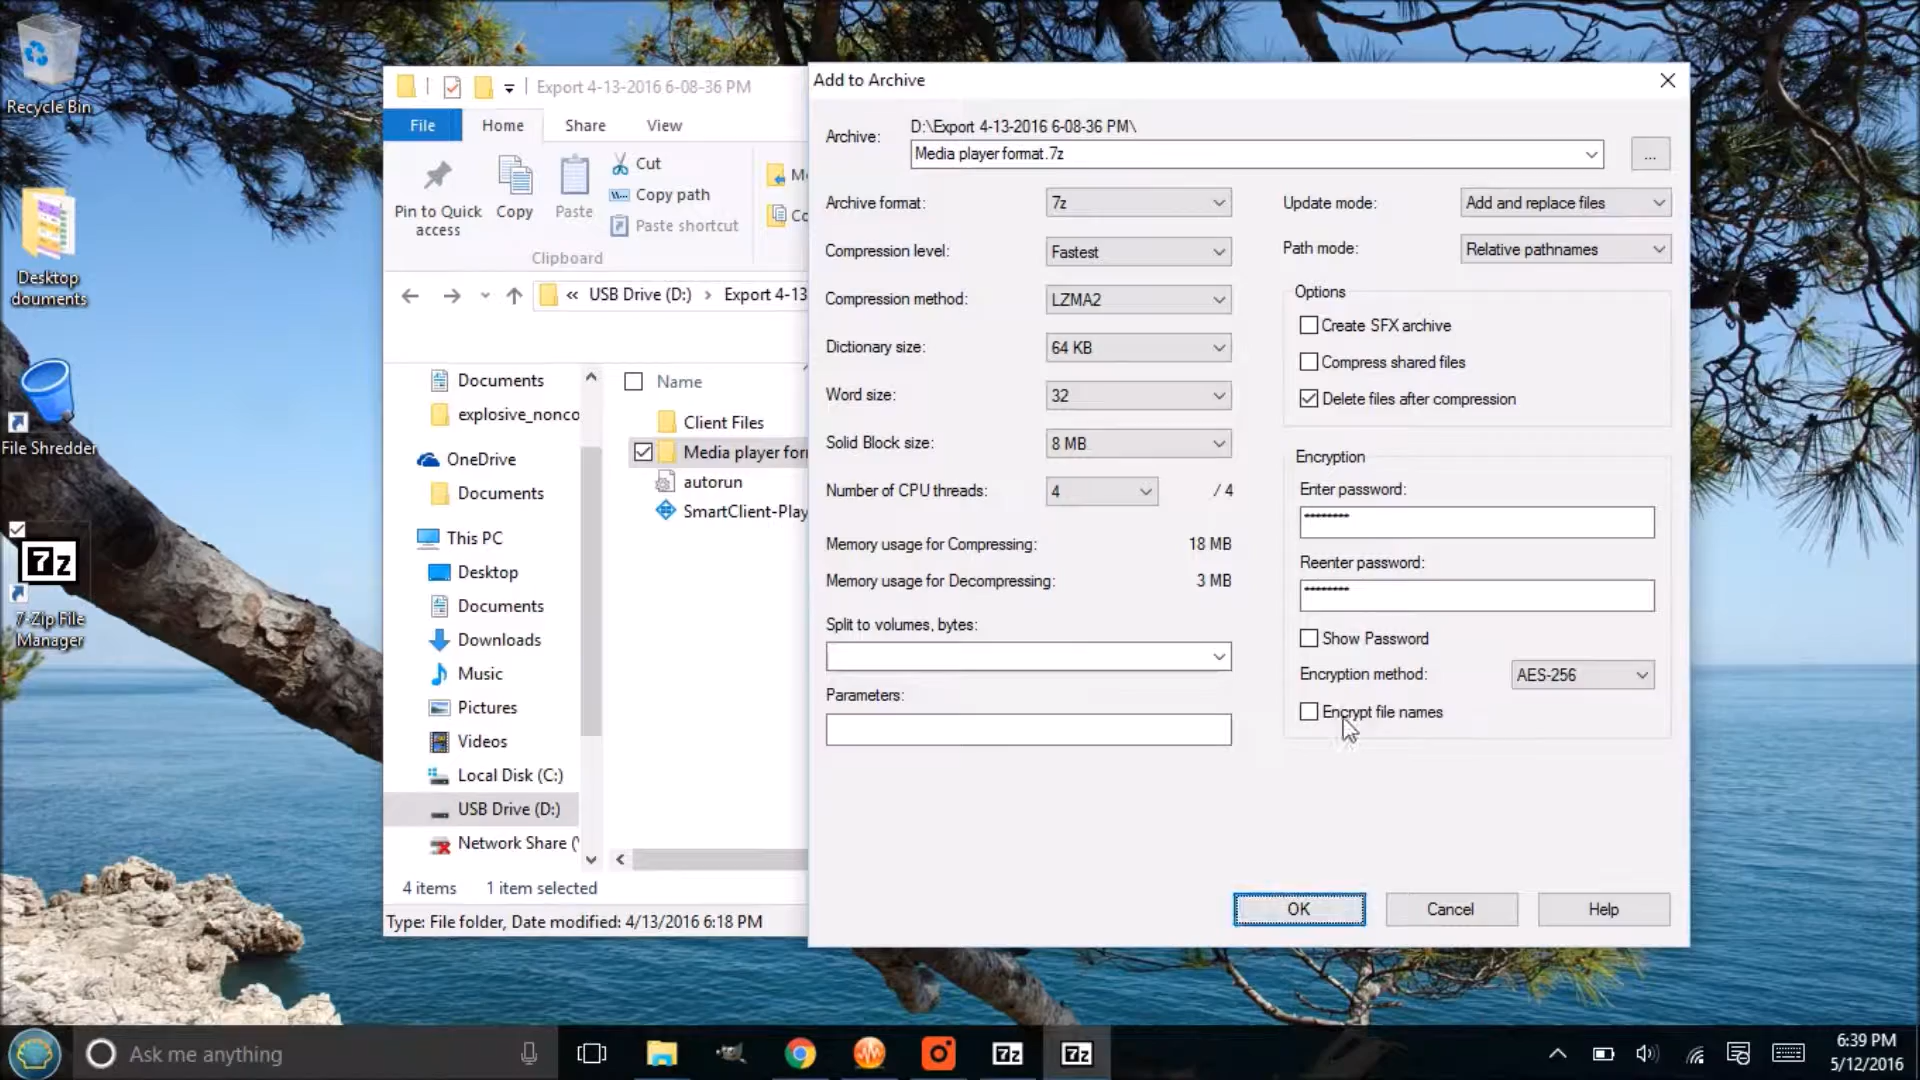 Recycle Bin
Desktop
douments
File Shredder
7z
7-Zip File
Manager
Export 4-13-2016 6-08-36 PM
File
Home
Share
View
Pin to Quick
access
Copy
Paste
Cut
Copy path
Paste shortcut
Clipboard
« USB Drive (D:) › Export 4-13
Documents
explosive_nonco
OneDrive
Documents
This PC
Desktop
Documents
Downloads
Music
Pictures
Videos
Local Disk (C:)
USB Drive (D:)
Network Share (
Name
Client Files
Media player for
autorun
SmartClient-Play
4 items
1 item selected
Type: File folder, Date modified: 4/13/2016 6:18 PM
Add to Archive
Archive:
D:\Export 4-13-2016 6-08-36 PM\
Media player format.7z
...
Archive format:
7z
Compression level:
Fastest
Compression method:
LZMA2
Dictionary size:
64 KB
Word size:
32
Solid Block size:
8 MB
Number of CPU threads:
4
/ 4
Memory usage for Compressing:
18 MB
Memory usage for Decompressing:
3 MB
Split to volumes, bytes:
Parameters:
Update mode:
Add and replace files
Path mode:
Relative pathnames
Options
Create SFX archive
Compress shared files
Delete files after compression
Encryption
Enter password:
********
Reenter password:
********
Show Password
Encryption method:
AES-256
Encrypt file names
OK
Cancel
Help
Ask me anything
7z
7z
6:39 PM
5/12/2016